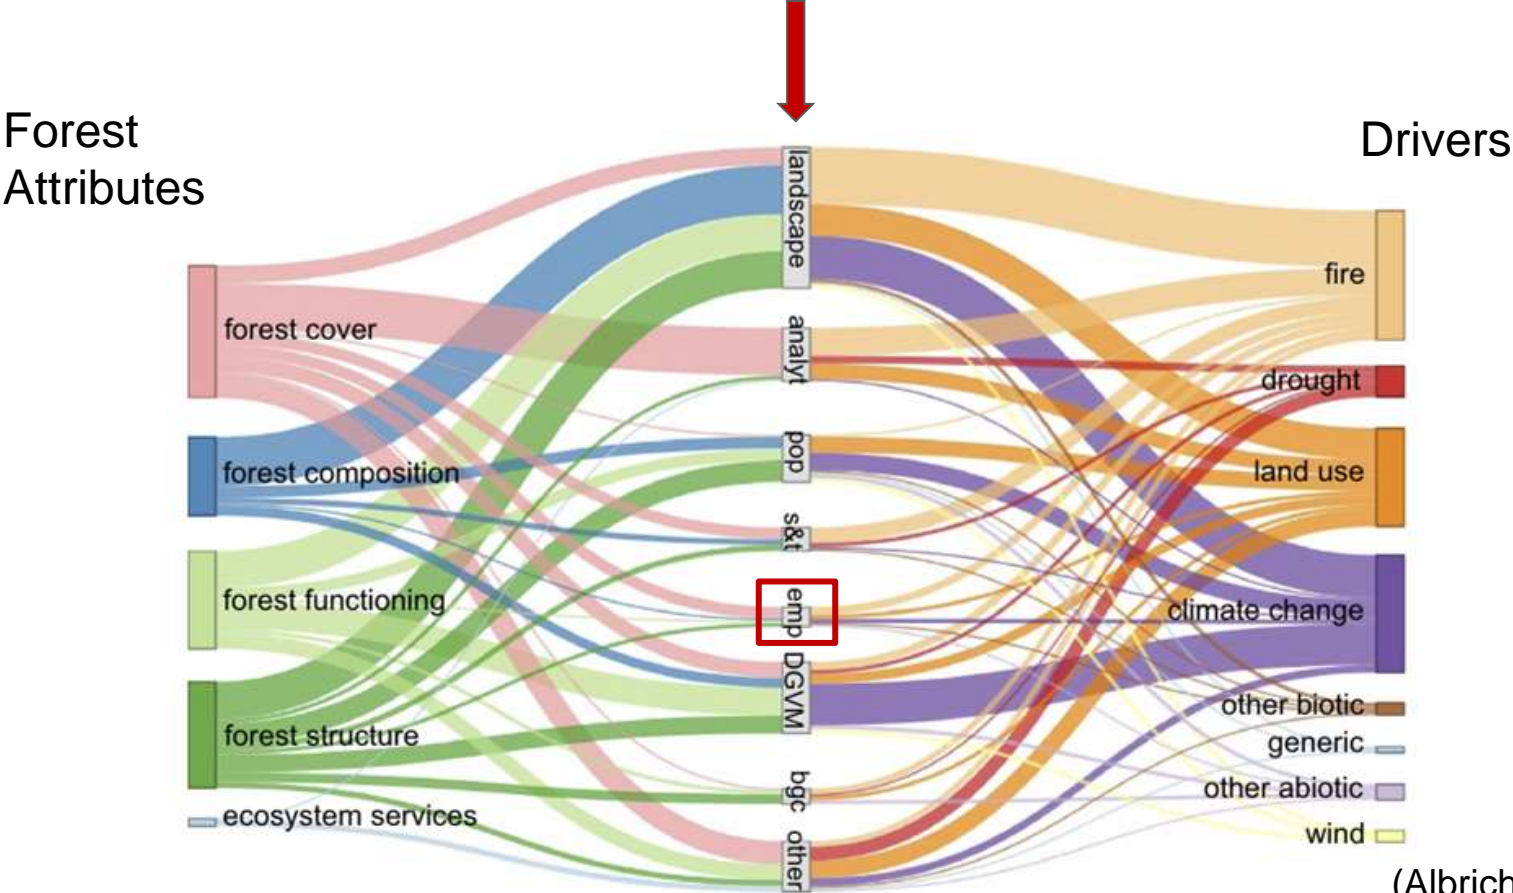 Forest
Attributes
Drivers
forest cover
forest composition
forest functioning
forest structure
ecosystem services
landscape
analyt
pop
s&t
emp
DGVM
bgc
other
fire
drought
land use
climate change
other biotic
generic
other abiotic
wind
(Albrich